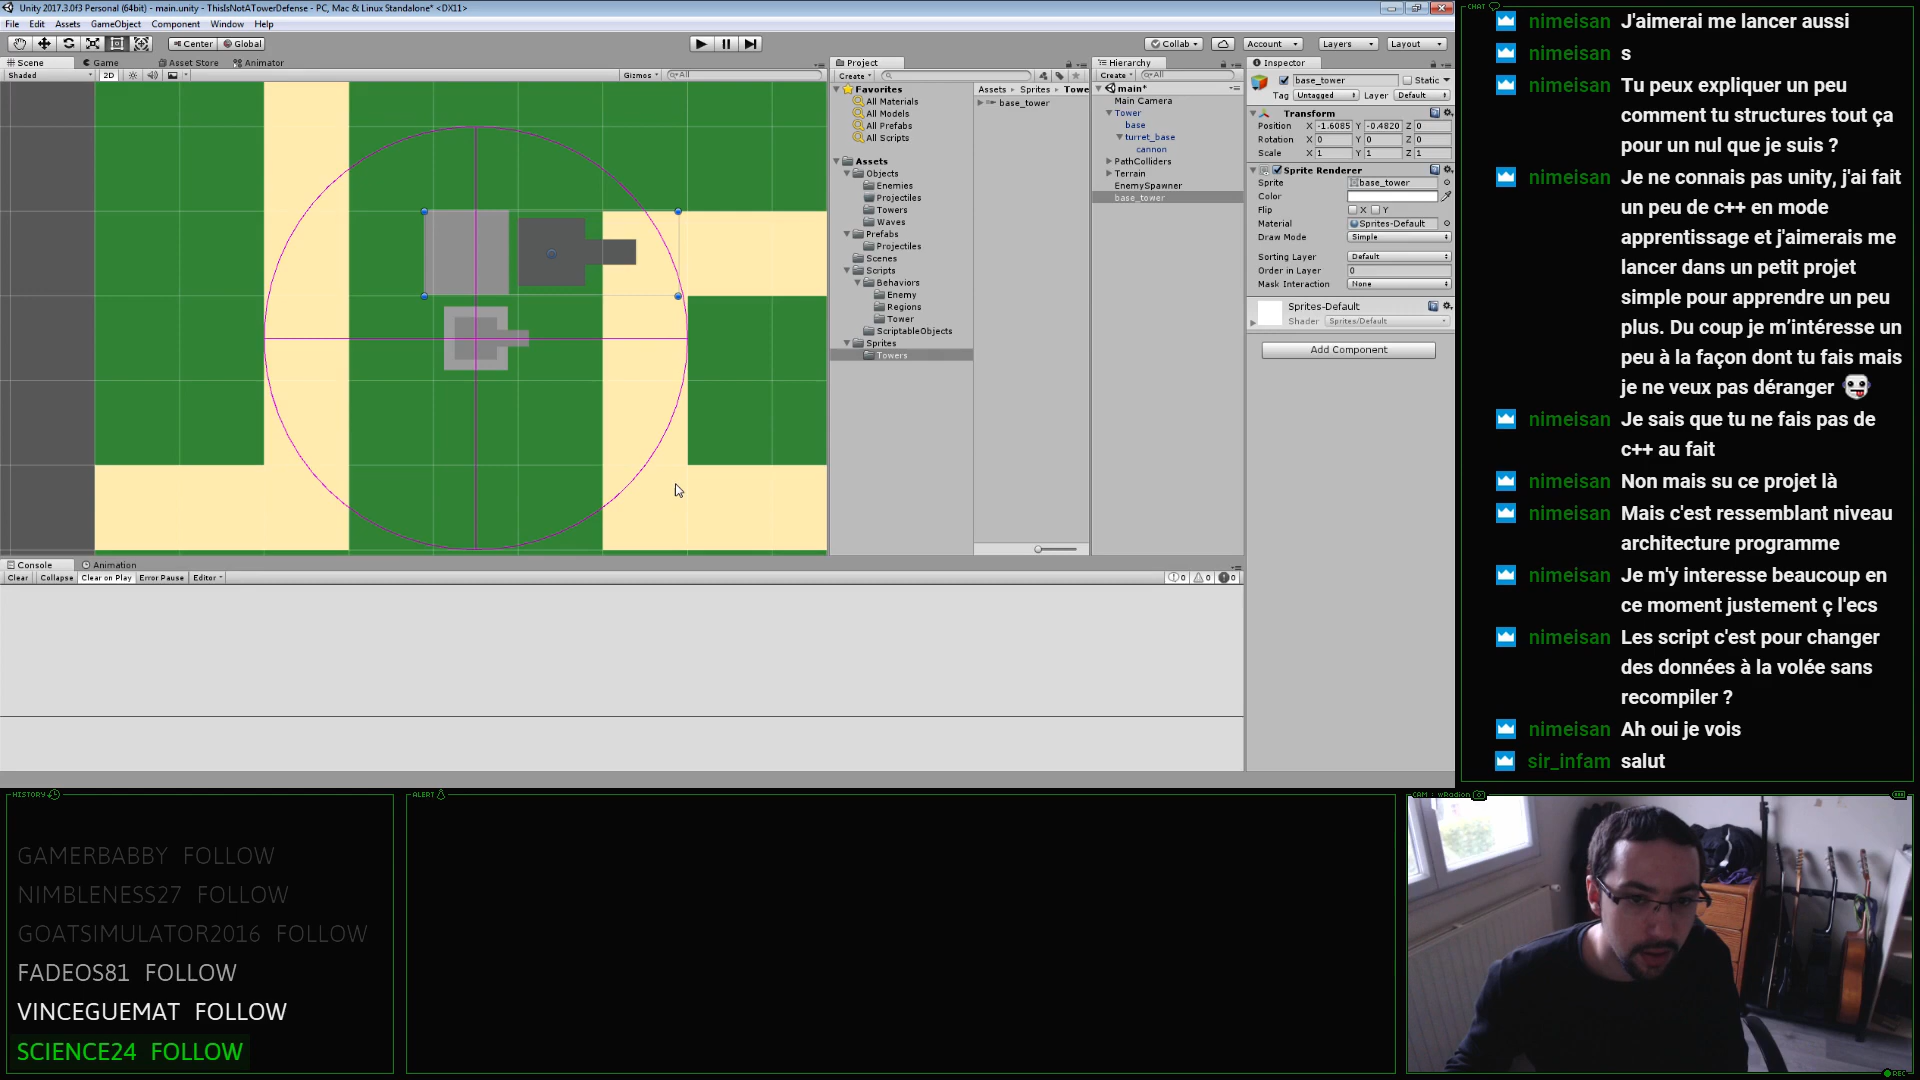 Unity 2017.3.0f3 Personal (64bit) - main.unity - ThisIsNotATowerDefense - PC, Mac & Linux Standalone* <DX11>
File Edit Assets GameObject Component Window Help
Center Global
Collab Account Layers Layout
Scene Game Asset Store Animator
Shaded 2D Gizmos All
Project
Create
Favorites
All Materials
All Models
All Prefabs
All Scripts
Assets
Objects
Enemies
Projectiles
Towers
Waves
Prefabs
Projectiles
Scenes
Scripts
Behaviors
Enemy
Regions
Tower
ScriptableObjects
Sprites
Towers
Assets Sprites Towe
base_tower
Hierarchy
Create All
main*
Main Camera
Tower
base
turret_base
cannon
PathColliders
Terrain
EnemySpawner
base_tower
Inspector
base_tower Static
Tag Untagged Layer Default
Transform
Position X -1.6085 Y -0.4820 Z 0
Rotation X 0 Y 0 Z 0
Scale X 1 Y 1 Z 1
Sprite Renderer
Sprite base_tower
Color
Flip X Y
Material Sprites-Default
Draw Mode Simple
Sorting Layer Default
Order in Layer 0
Mask Interaction None
Sprites-Default
Shader Sprites/Default
Add Component
Console Animation
Clear Collapse Clear on Play Error Pause Editor
0 0 0
CHAT
nimeisan J'aimerai me lancer aussi
nimeisan s
nimeisan Tu peux expliquer un peu
comment tu structures tout ça
pour un nul que je suis ?
nimeisan Je ne connais pas unity, j'ai fait
un peu de c++ en mode
apprentissage et j'aimerais me
lancer dans un petit projet
simple pour apprendre un peu
plus. Du coup je m’intéresse un
peu à la façon dont tu fais mais
je ne veux pas déranger
nimeisan Je sais que tu ne fais pas de
c++ au fait
nimeisan Non mais su ce projet là
nimeisan Mais c'est ressemblant niveau
architecture programme
nimeisan Je m'y interesse beaucoup en
ce moment justement ç l'ecs
nimeisan Les script c'est pour changer
des données à la volée sans
recompiler ?
nimeisan Ah oui je vois
sir_infam salut
HISTORY
GAMERBABBY FOLLOW
NIMBLENESS27 FOLLOW
GOATSIMULATOR2016 FOLLOW
FADEOS81 FOLLOW
VINCEGUEMAT FOLLOW
SCIENCE24 FOLLOW
ALERT
CAM : wRadion
REC